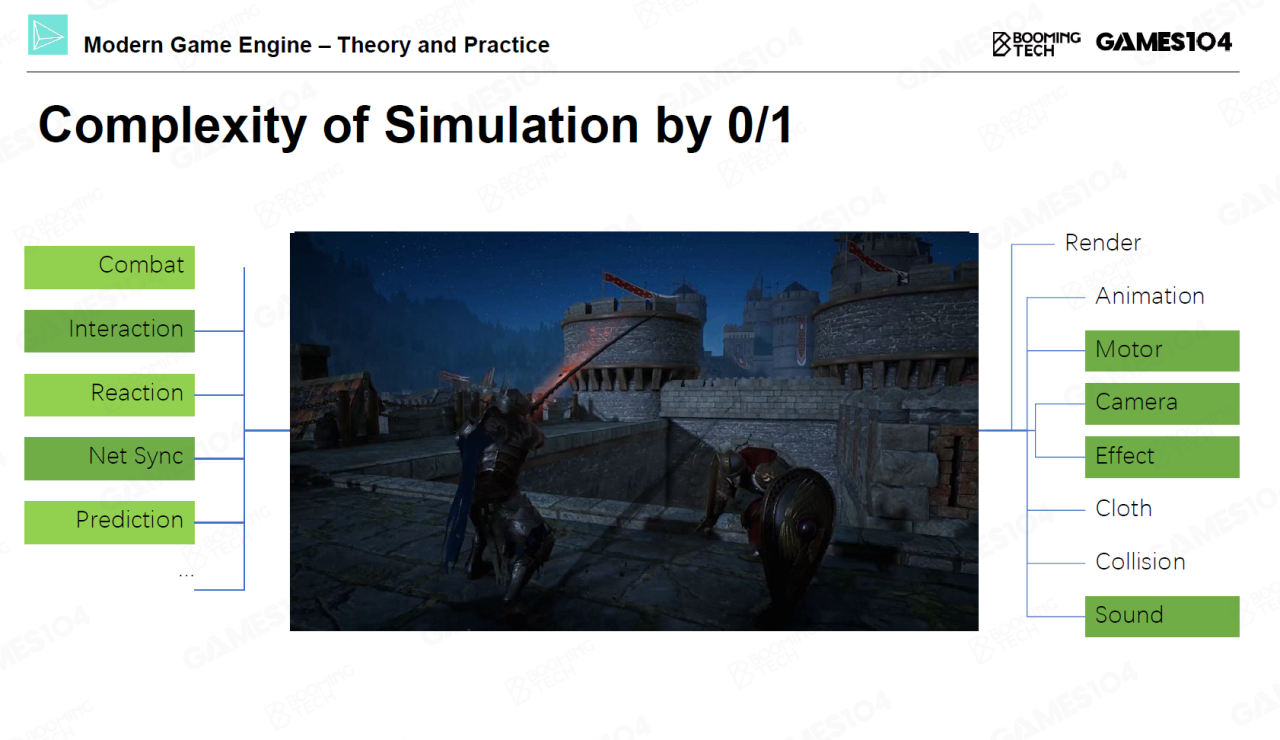 Modern Game Engine – Theory and Practice
BOOMING
TECH
GAMES104
Complexity of Simulation by 0/1
Combat
Interaction
Reaction
Net Sync
Prediction
...
Render
Animation
Motor
Camera
Effect
Cloth
Collision
Sound